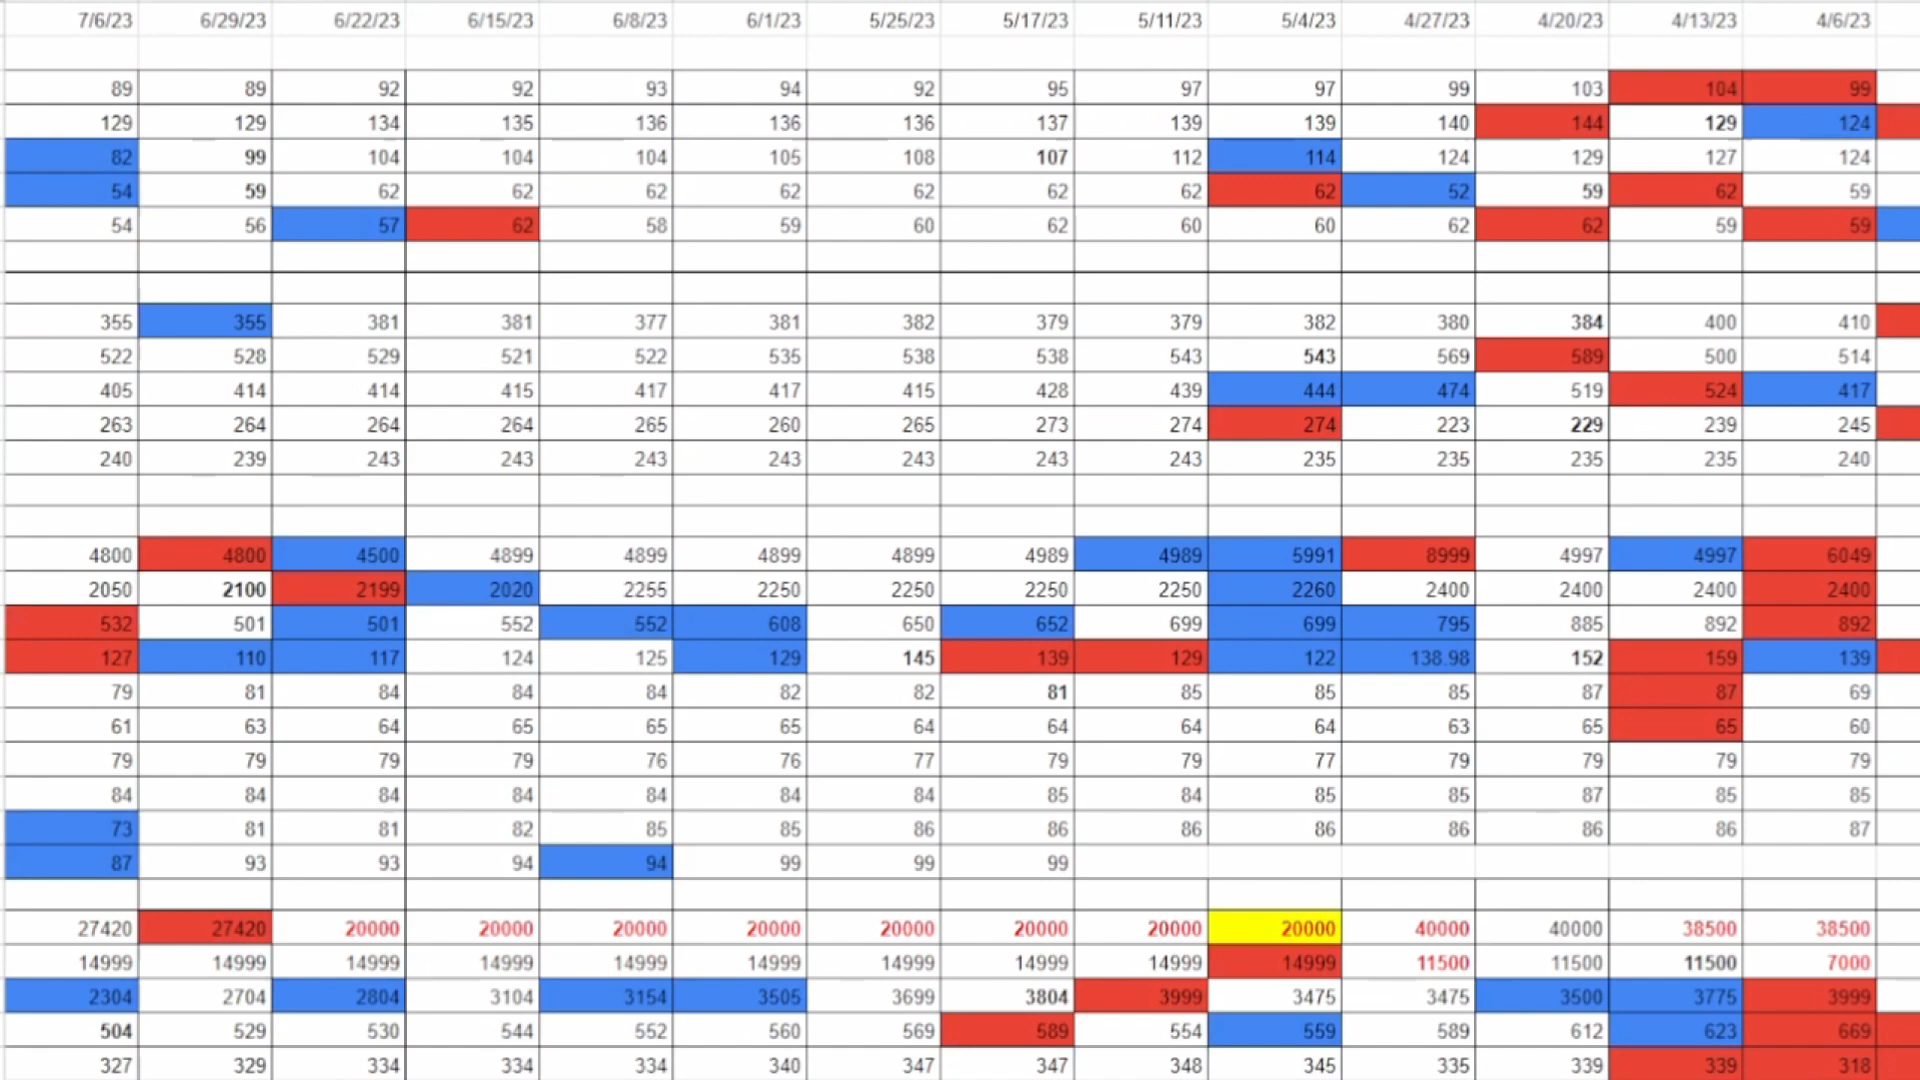 7/6/23 6/29/23 6/22/23 6/15/23 6/8/23 6/1/23 5/25/23 5/17/23 5/11/23 5/4/23 4/27/23 4/20/23 4/13/23 4/6/23
89 89 92 92 93 94 92 95 97 97 99 103 104 99
129 129 134 135 136 136 136 137 139 139 140 144 129 124
82 99 104 104 104 105 108 107 112 114 124 129 127 124
54 59 62 62 62 62 62 62 62 62 52 59 62 59
54 56 57 62 58 59 60 62 60 60 62 62 59 59
355 355 381 381 377 381 382 379 379 382 380 384 400 410
522 528 529 521 522 535 538 538 543 543 569 589 500 514
405 414 414 415 417 417 415 428 439 444 474 519 524 417
263 264 264 264 265 260 265 273 274 274 223 229 239 245
240 239 243 243 243 243 243 243 243 235 235 235 235 240
4800 4800 4500 4899 4899 4899 4899 4989 4989 5991 8999 4997 4997 6049
2050 2100 2199 2020 2255 2250 2250 2250 2250 2260 2400 2400 2400 2400
532 501 501 552 552 608 650 652 699 699 795 885 892 892
127 110 117 124 125 129 145 139 129 122 138.98 152 159 139
79 81 84 84 84 82 82 81 85 85 85 87 87 69
61 63 64 65 65 65 64 64 64 64 63 65 65 60
79 79 79 79 76 76 77 79 79 77 79 79 79 79
84 84 84 84 84 84 84 85 84 85 85 87 85 85
73 81 81 82 85 85 86 86 86 86 86 86 86 87
87 93 93 94 94 99 99 99
27420 27420 20000 20000 20000 20000 20000 20000 20000 20000 40000 40000 38500 38500
14999 14999 14999 14999 14999 14999 14999 14999 14999 14999 11500 11500 11500 7000
2304 2704 2804 3104 3154 3505 3699 3804 3999 3475 3475 3500 3775 3999
504 529 530 544 552 560 569 589 554 559 589 612 623 669
327 329 334 334 334 340 347 347 348 345 335 339 339 318